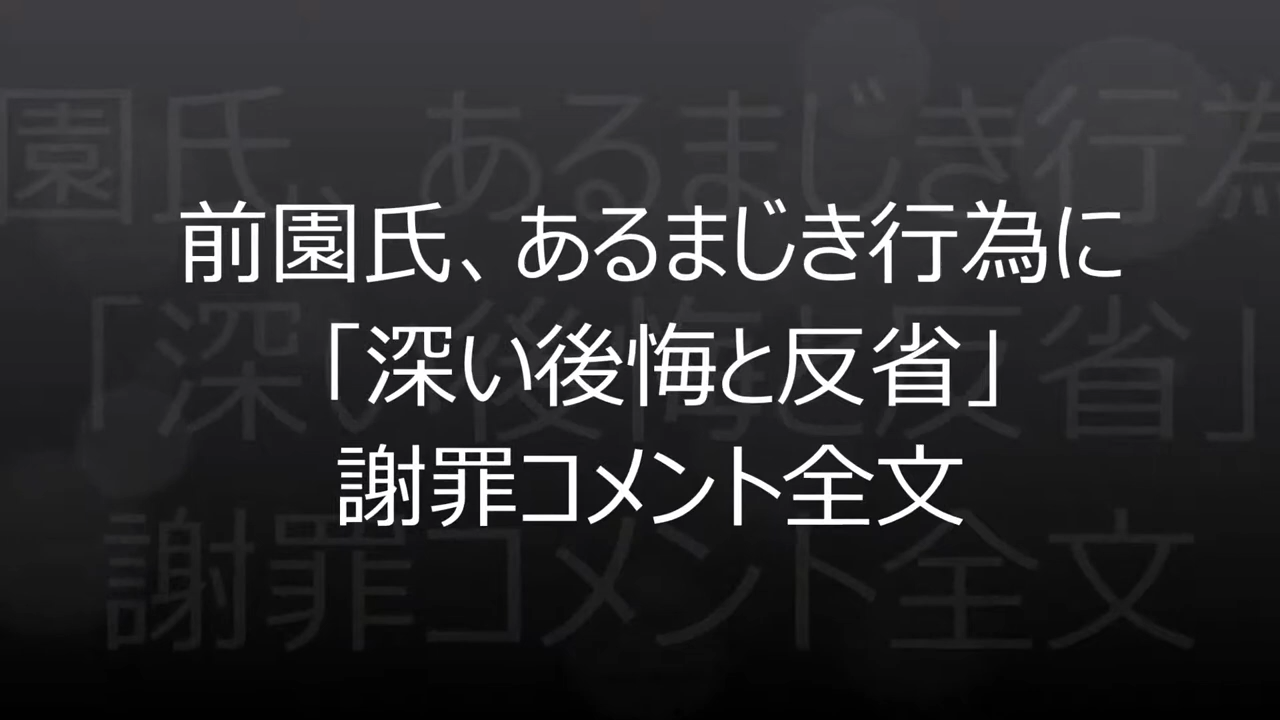 前園氏、あるまじき行為に
「深い後悔と反省」
謝罪コメント全文